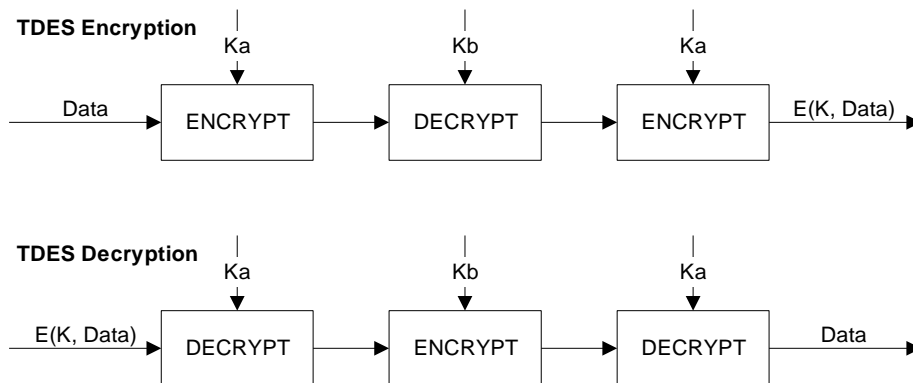 TDES Encryption
Ka
Kb
Ka
Data
ENCRYPT
DECRYPT
ENCRYPT
E(K, Data)
TDES Decryption
Ka
Kb
Ka
E(K, Data)
DECRYPT
ENCRYPT
DECRYPT
Data